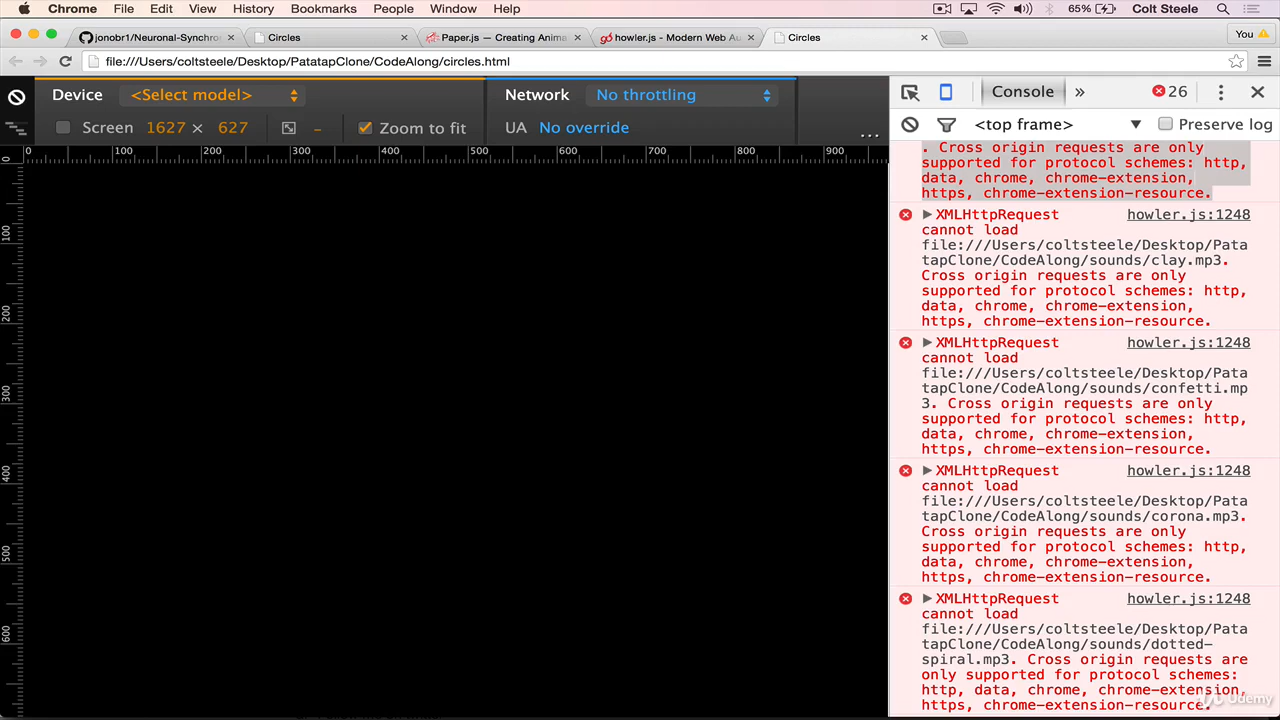 Chrome File Edit View History Bookmarks People Window Help 65% Colt Steele
jonobr1/Neuronal-Synchro × Circles × Paper.js — Creating Anima × howler.js - Modern Web Au × Circles × You
file:///Users/coltsteele/Desktop/PatatapClone/CodeAlong/circles.html
Device <Select model> Network No throttling Console » 26
Screen 1627 × 627 – Zoom to fit UA No override ... <top frame> Preserve log
0 100 200 300 400 500 600 700 800 900
0
100
200
300
400
500
600
. Cross origin requests are only
supported for protocol schemes: http,
data, chrome, chrome-extension,
https, chrome-extension-resource.
XMLHttpRequest howler.js:1248
cannot load
file:///Users/coltsteele/Desktop/Pata
tapClone/CodeAlong/sounds/clay.mp3.
Cross origin requests are only
supported for protocol schemes: http,
data, chrome, chrome-extension,
https, chrome-extension-resource.
XMLHttpRequest howler.js:1248
cannot load
file:///Users/coltsteele/Desktop/Pata
tapClone/CodeAlong/sounds/confetti.mp
3. Cross origin requests are only
supported for protocol schemes: http,
data, chrome, chrome-extension,
https, chrome-extension-resource.
XMLHttpRequest howler.js:1248
cannot load
file:///Users/coltsteele/Desktop/Pata
tapClone/CodeAlong/sounds/corona.mp3.
Cross origin requests are only
supported for protocol schemes: http,
data, chrome, chrome-extension,
https, chrome-extension-resource.
XMLHttpRequest howler.js:1248
cannot load
file:///Users/coltsteele/Desktop/Pata
tapClone/CodeAlong/sounds/dotted-
spiral.mp3. Cross origin requests are
only supported for protocol schemes:
http, data, chrome, chrome-extension,
https, chrome-extension-resource.
Udemy